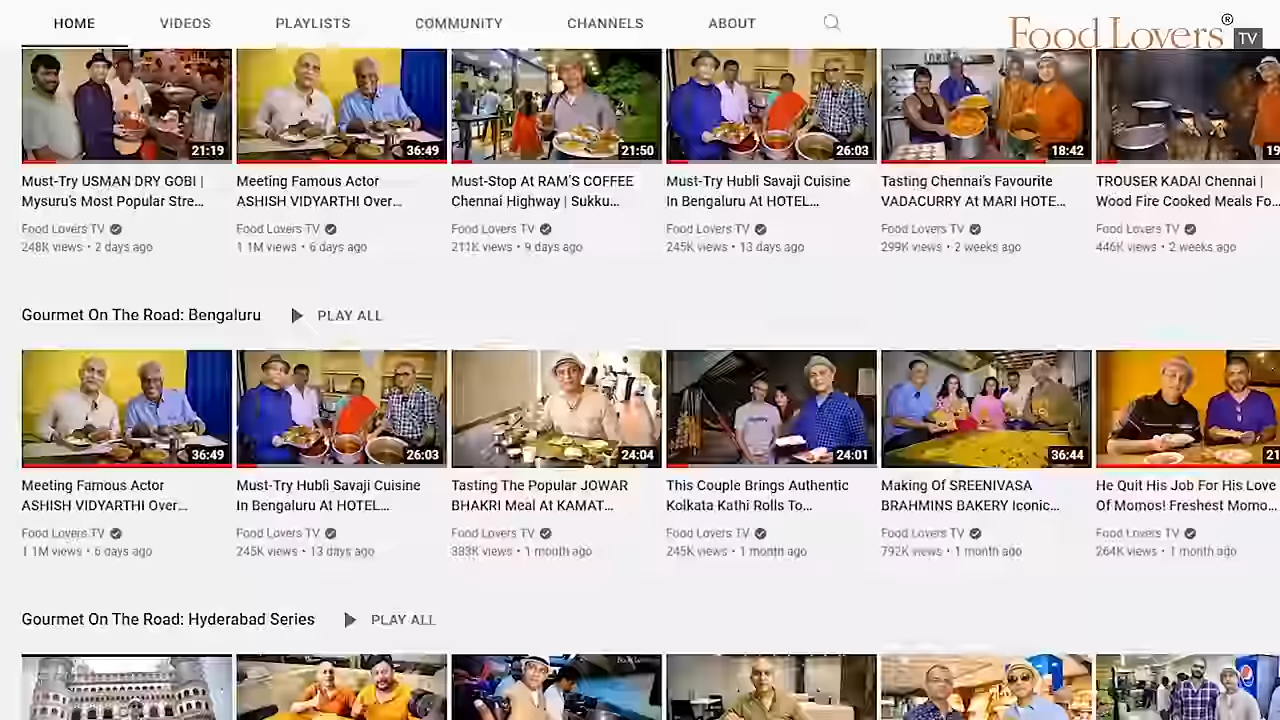 HOME VIDEOS PLAYLISTS COMMUNITY CHANNELS ABOUT
Food Lovers® TV
21:19 36:49 21:50 26:03 18:42 19
Must-Try USMAN DRY GOBI | Meeting Famous Actor Must-Stop At RAM'S COFFEE Must-Try Hubli Savaji Cuisine Tasting Chennai's Favourite TROUSER KADAI Chennai |
Mysuru's Most Popular Stre... ASHISH VIDYARTHI Over... Chennai Highway | Sukku... In Bengaluru At HOTEL... VADACURRY At MARI HOTE... Wood Fire Cooked Meals Fo...
Food Lovers TV Food Lovers TV Food Lovers TV Food Lovers TV Food Lovers TV Food Lovers TV
248K views • 2 days ago 1.1M views • 6 days ago 211K views • 9 days ago 245K views • 13 days ago 299K views • 2 weeks ago 446K views • 2 weeks ago
Gourmet On The Road: Bengaluru PLAY ALL
36:49 26:03 24:04 24:01 36:44 21
Meeting Famous Actor Must-Try Hubli Savaji Cuisine Tasting The Popular JOWAR This Couple Brings Authentic Making Of SREENIVASA He Quit His Job For His Love
ASHISH VIDYARTHI Over... In Bengaluru At HOTEL... BHAKRI Meal At KAMAT... Kolkata Kathi Rolls To... BRAHMINS BAKERY Iconic... Of Momos! Freshest Momo...
Food Lovers TV Food Lovers TV Food Lovers TV Food Lovers TV Food Lovers TV Food Lovers TV
1.1M views • 6 days ago 245K views • 13 days ago 383K views • 1 month ago 245K views • 1 month ago 792K views • 1 month ago 264K views • 1 month ago
Gourmet On The Road: Hyderabad Series PLAY ALL